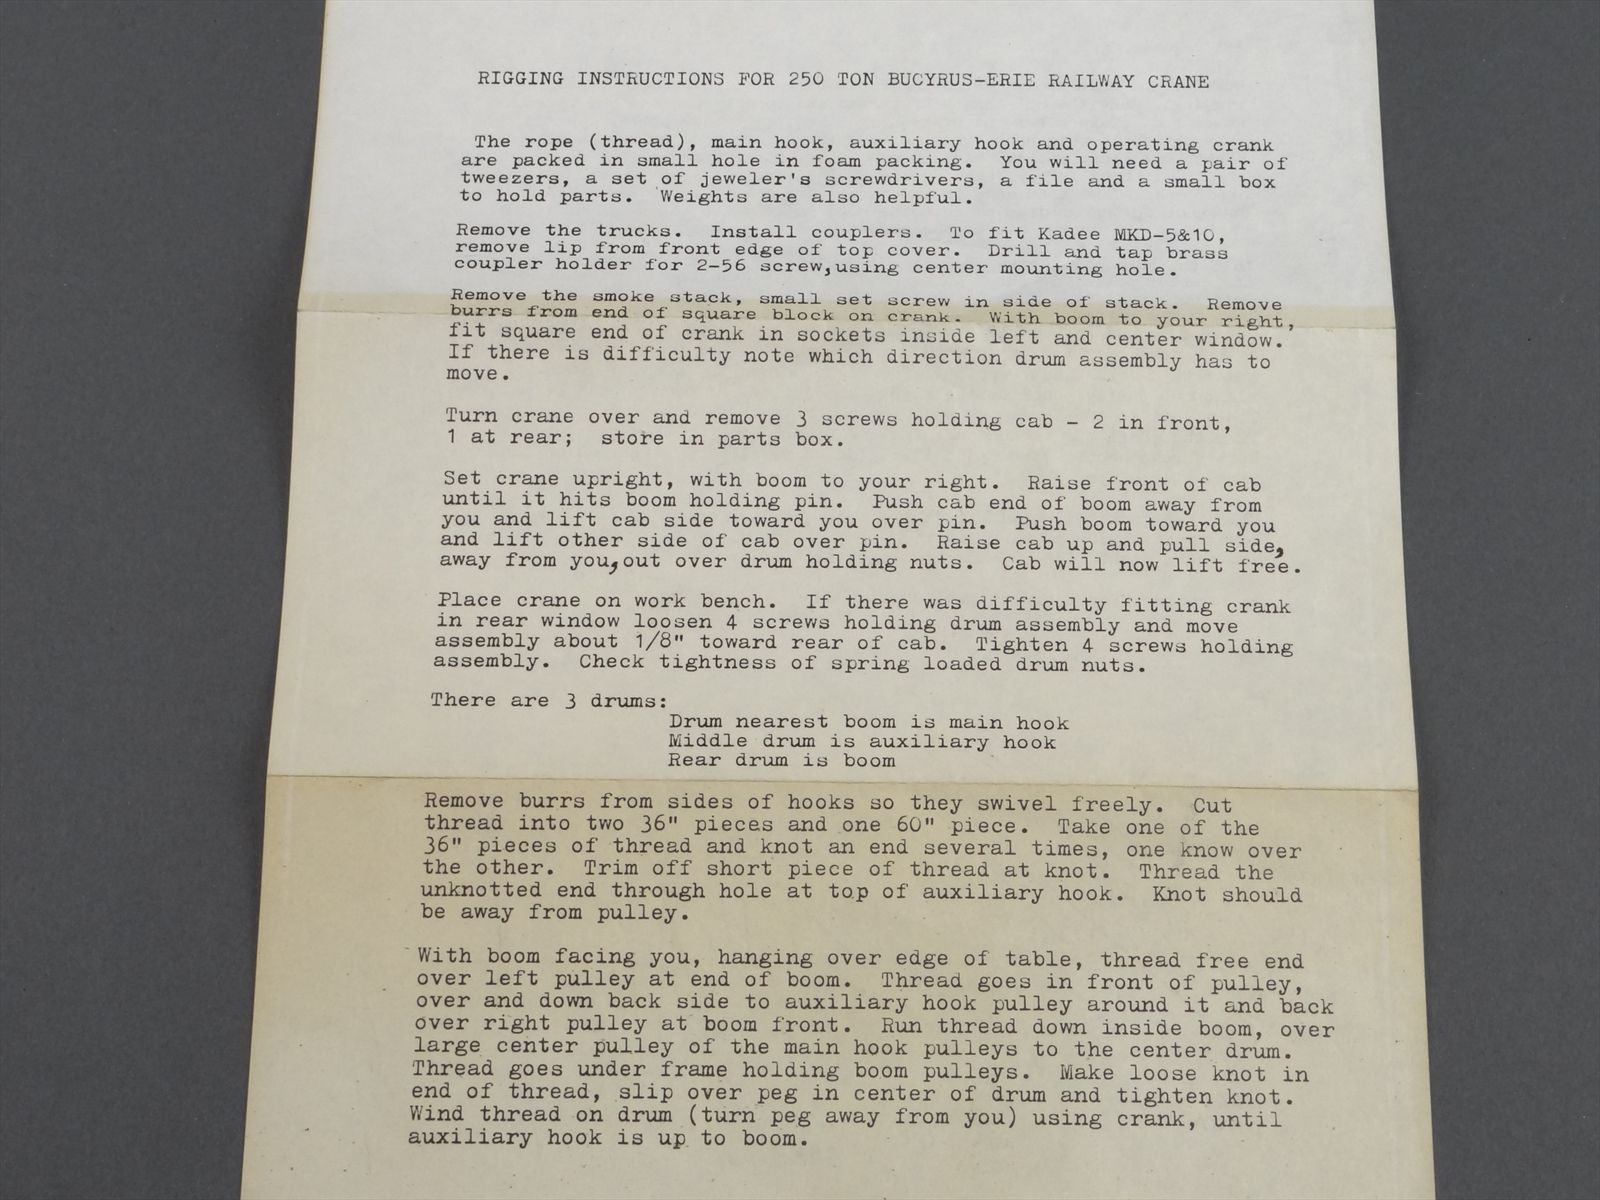 RIGGING INSTRUCTIONS FOR 250 TON BUCYRUS-ERIE RAILWAY CRANE
The rope (thread), main hook, auxiliary hook and operating crank
are packed in small hole in foam packing. You will need a pair of
tweezers, a set of jeweler's screwdrivers, a file and a small box
to hold parts. Weights are also helpful.
Remove the trucks. Install couplers. To fit Kadee MKD-5&10,
remove lip from front edge of top cover. Drill and tap brass
coupler holder for 2-56 screw,using center mounting hole.
Remove the smoke stack, small set screw in side of stack. Remove
burrs from end of square block on crank. With boom to your right,
fit square end of crank in sockets inside left and center window.
If there is difficulty note which direction drum assembly has to
move.
Turn crane over and remove 3 screws holding cab - 2 in front,
1 at rear; store in parts box.
Set crane upright, with boom to your right. Raise front of cab
until it hits boom holding pin. Push cab end of boom away from
you and lift cab side toward you over pin. Push boom toward you
and lift other side of cab over pin. Raise cab up and pull side,
away from you,out over drum holding nuts. Cab will now lift free.
Place crane on work bench. If there was difficulty fitting crank
in rear window loosen 4 screws holding drum assembly and move
assembly about 1/8" toward rear of cab. Tighten 4 screws holding
assembly. Check tightness of spring loaded drum nuts.
There are 3 drums:
Drum nearest boom is main hook
Middle drum is auxiliary hook
Rear drum is boom
Remove burrs from sides of hooks so they swivel freely. Cut
thread into two 36" pieces and one 60" piece. Take one of the
36" pieces of thread and knot an end several times, one know over
the other. Trim off short piece of thread at knot. Thread the
unknotted end through hole at top of auxiliary hook. Knot should
be away from pulley.
With boom facing you, hanging over edge of table, thread free end
over left pulley at end of boom. Thread goes in front of pulley,
over and down back side to auxiliary hook pulley around it and back
over right pulley at boom front. Run thread down inside boom, over
large center pulley of the main hook pulleys to the center drum.
Thread goes under frame holding boom pulleys. Make loose knot in
end of thread, slip over peg in center of drum and tighten knot.
Wind thread on drum (turn peg away from you) using crank, until
auxiliary hook is up to boom.